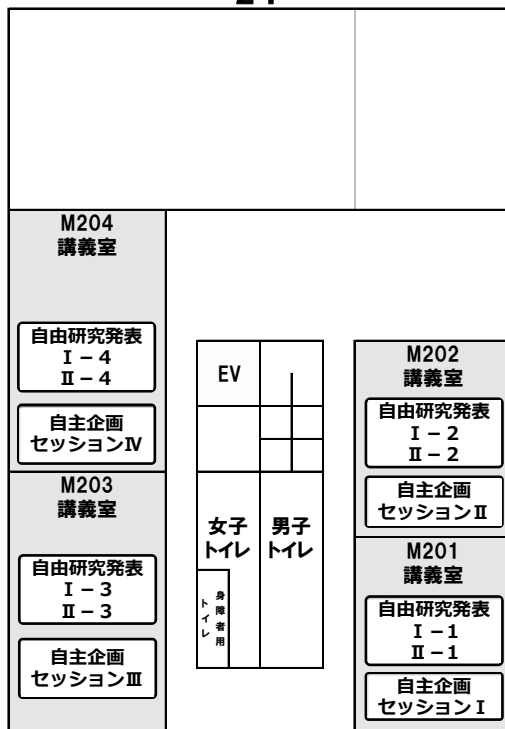 M204
講義室
自由研究発表
Ⅰ－4
Ⅱ－4
自主企画
セッションⅣ
M203
講義室
自由研究発表
Ⅰ－3
Ⅱ－3
自主企画
セッションⅢ
EV
女子
トイレ
男子
トイレ
身障者用
トイレ
M202
講義室
自由研究発表
Ⅰ－2
Ⅱ－2
自主企画
セッションⅡ
M201
講義室
自由研究発表
Ⅰ－1
Ⅱ－1
自主企画
セッションⅠ